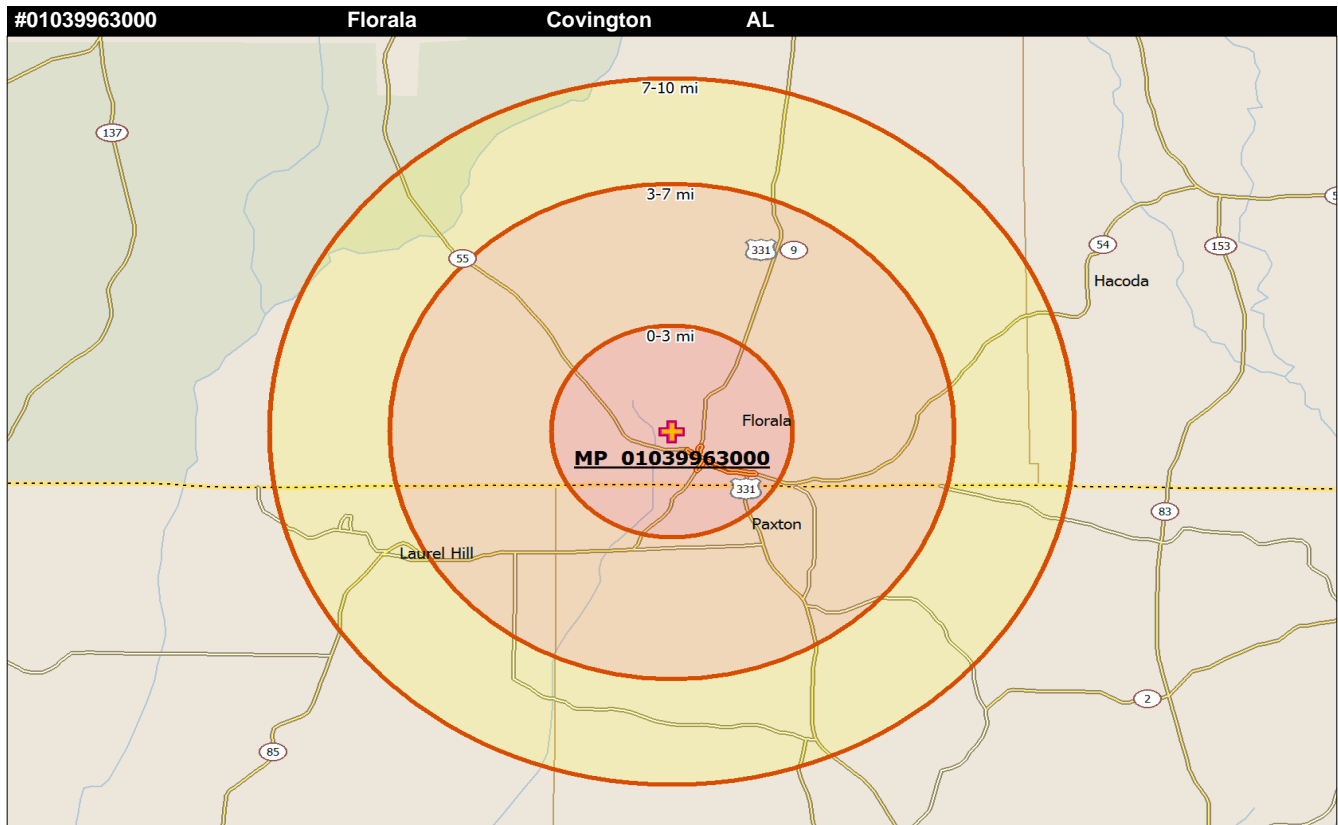 #01039963000 Florala Covington AL
7-10 mi
137
3-7 mi
54
153
331 9
55
Hacoda
0-3 mi
Florala
MP 01039963000
331
83
Paxton
Laurel Hill
2
85